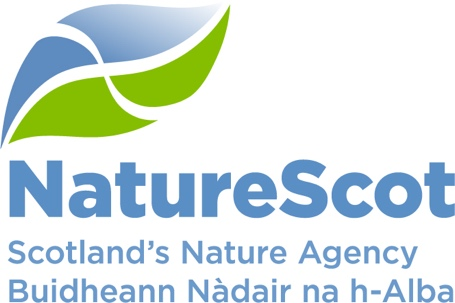 NatureScot
Scotland's Nature Agency
Buidheann Nàdair na h-Alba